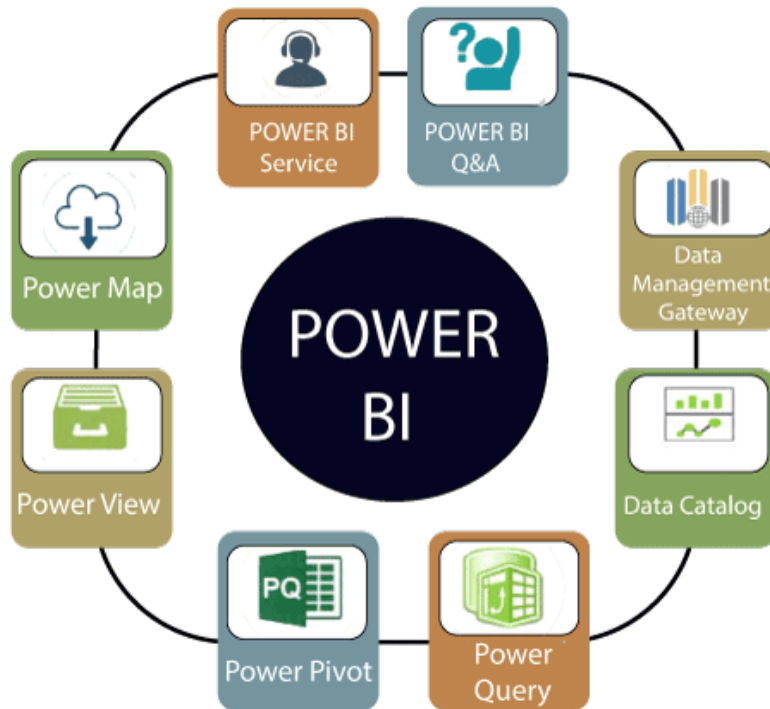 POWER BI
Service
POWER BI
Q&A
Data
Management
Gateway
Power Map
POWER
BI
Power View
Data Catalog
PQ
Power Pivot
Power
Query